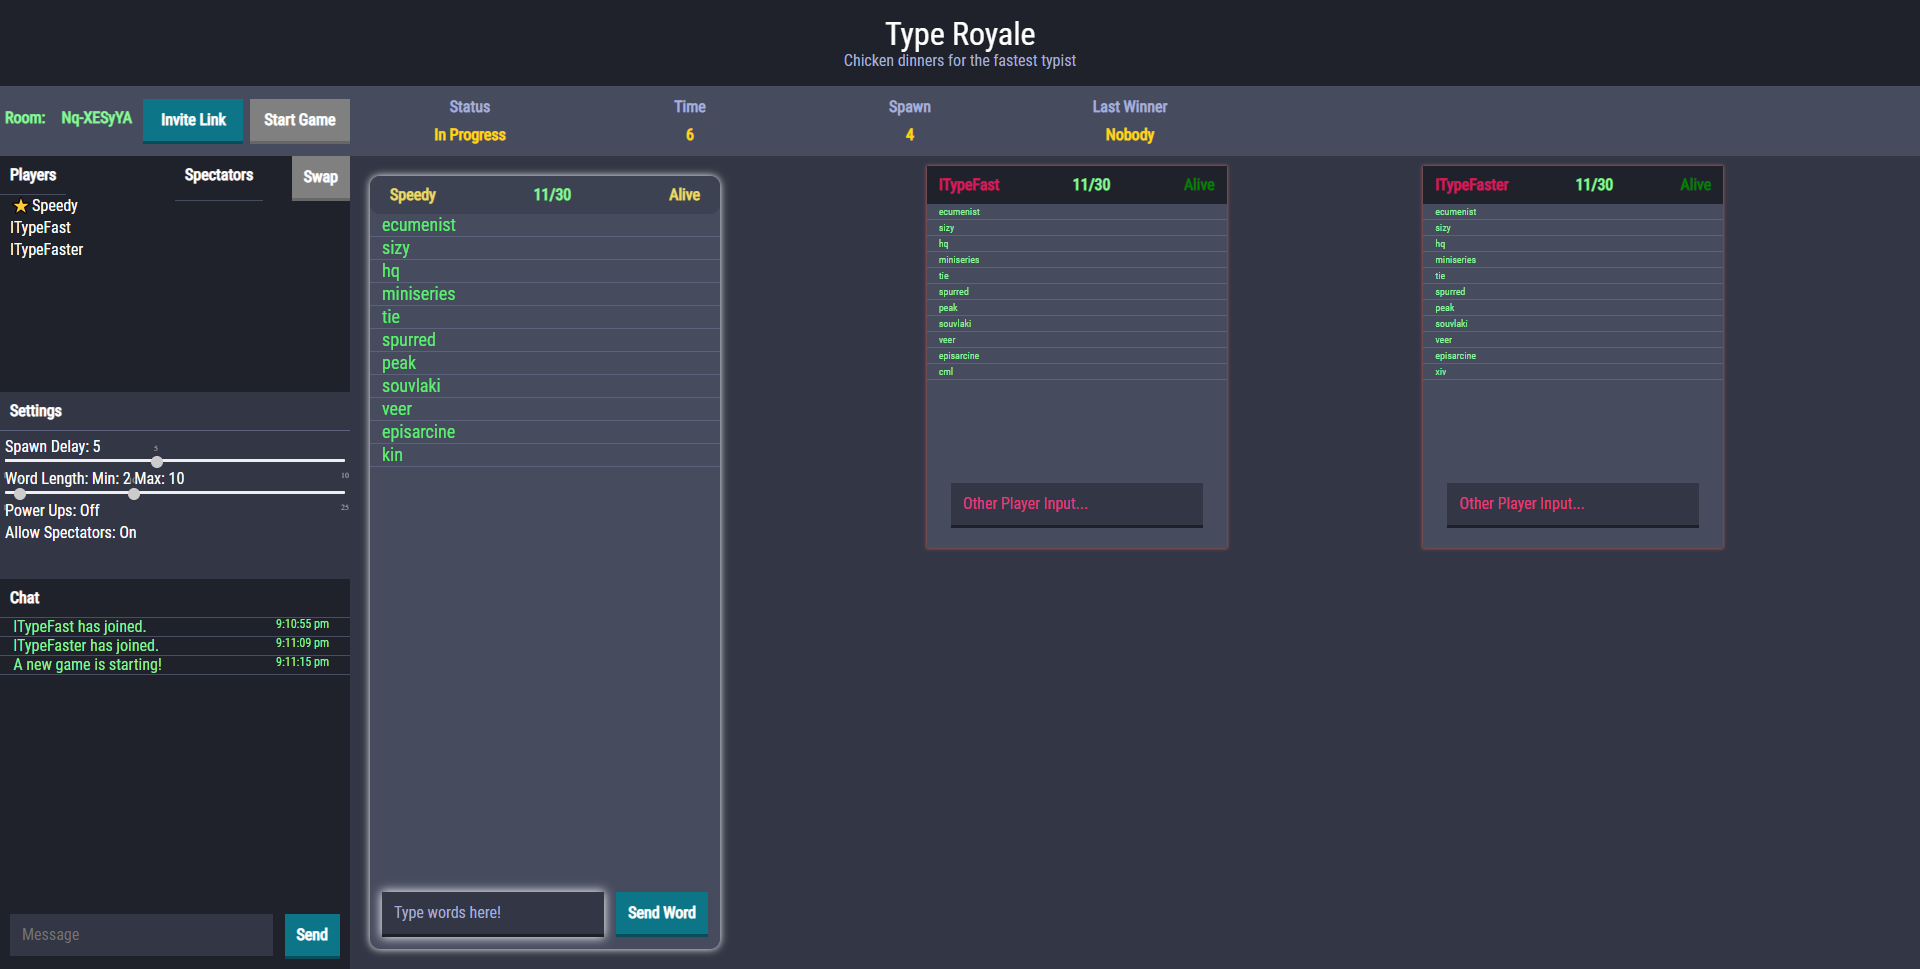 Type Royale
Chicken dinners for the fastest typist
Room: Nq-XESyYA Invite Link Start Game
Status Time Spawn Last Winner
In Progress 6 4 Nobody
Players Spectators Swap
Speedy
ITypeFast
ITypeFaster
Settings
Spawn Delay: 5
5
10
Word Length: Min: 2 Max: 10
25
Power Ups: Off
Allow Spectators: On
Chat
ITypeFast has joined. 9:10:55 pm
ITypeFaster has joined. 9:11:09 pm
A new game is starting! 9:11:15 pm
Message Send
Speedy 11/30 Alive
ecumenist
sizy
hq
miniseries
tie
spurred
peak
souvlaki
veer
episarcine
kin
Type words here! Send Word
ITypeFast 11/30 Alive
ecumenist
sizy
hq
miniseries
tie
spurred
peak
souvlaki
veer
episarcine
cml
Other Player Input...
ITypeFaster 11/30 Alive
ecumenist
sizy
hq
miniseries
tie
spurred
peak
souvlaki
veer
episarcine
xiv
Other Player Input...